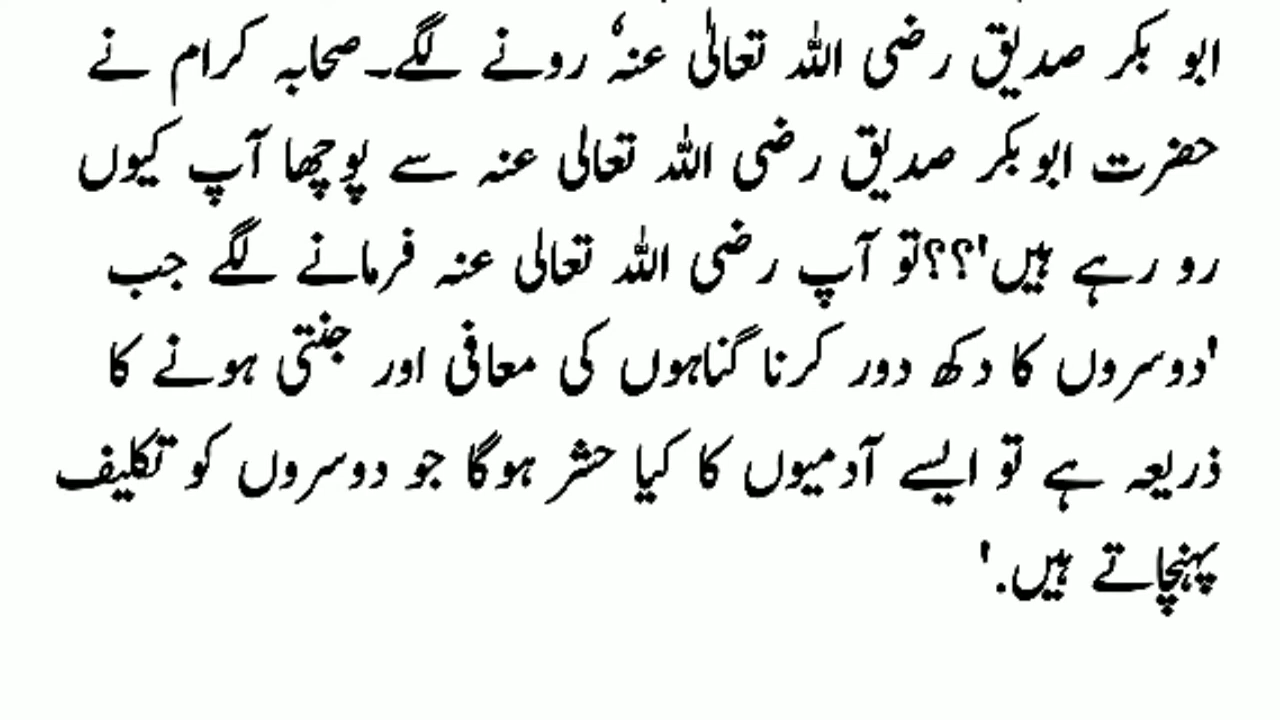 ابو بکر صدیق رضی اللہ تعالٰی عنہٗ رونے لگے۔صحابہ کرام نے
حضرت ابوبکر صدیق رضی اللہ تعالی عنہ سے پوچھا آپ کیوں
رو رہے ہیں'؟؟تو آپ رضی اللہ تعالی عنہ فرمانے لگے جب
'دوسروں کا دکھ دور کرنا گناہوں کی معافی اور جنتی ہونے کا
ذریعہ ہے تو ایسے آدمیوں کا کیا حشر ہوگا جو دوسروں کو تکلیف
پہنچاتے ہیں.'